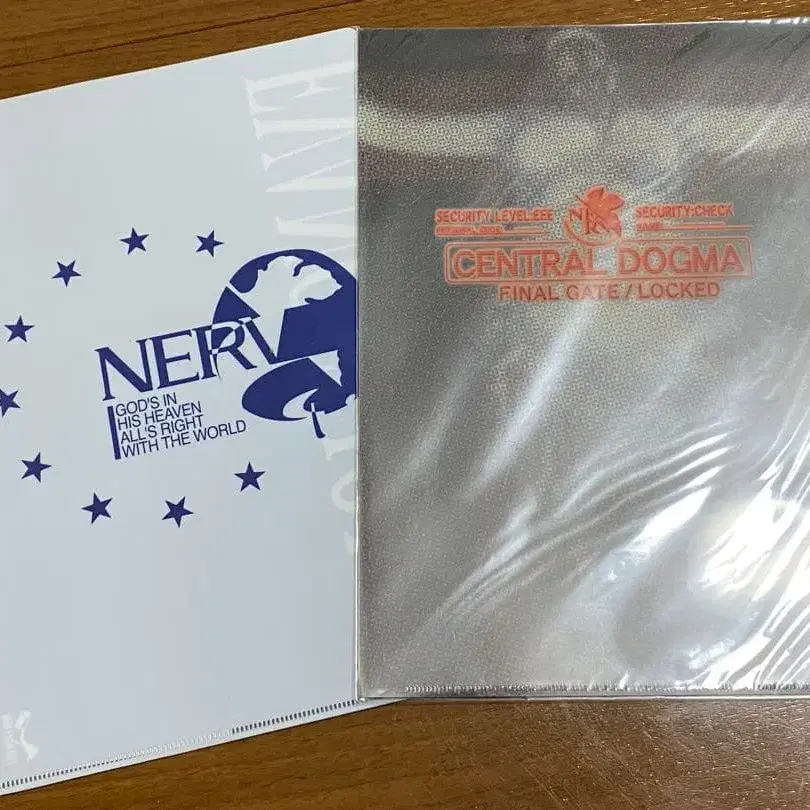 NERV
GOD'S IN
HIS HEAVEN
ALL'S RIGHT
WITH THE WORLD
SECURITY LEVEL:EEE
SECURITY:CHECK
NERV
CENTRAL DOGMA
FINAL GATE/LOCKED